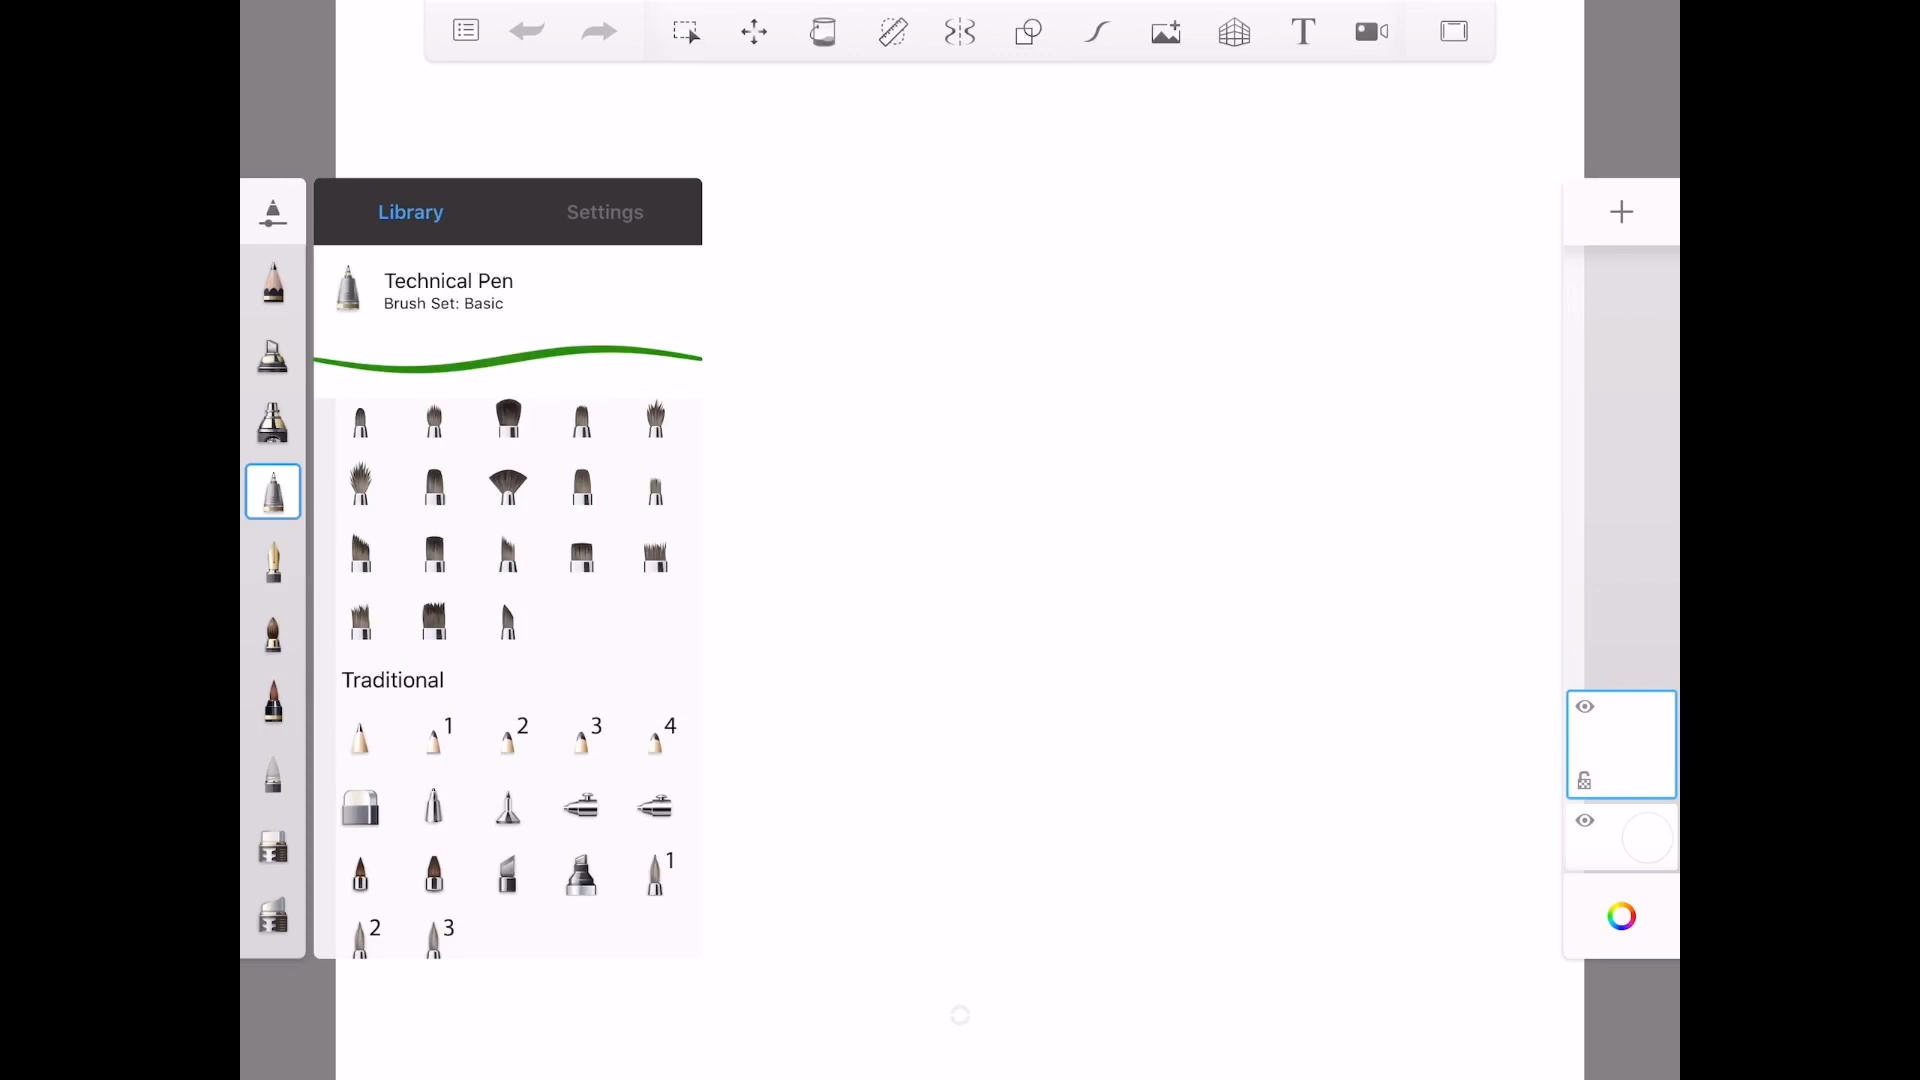 T
Library
Settings
Technical Pen
Brush Set: Basic
Traditional
1
2
3
4
1
2
3